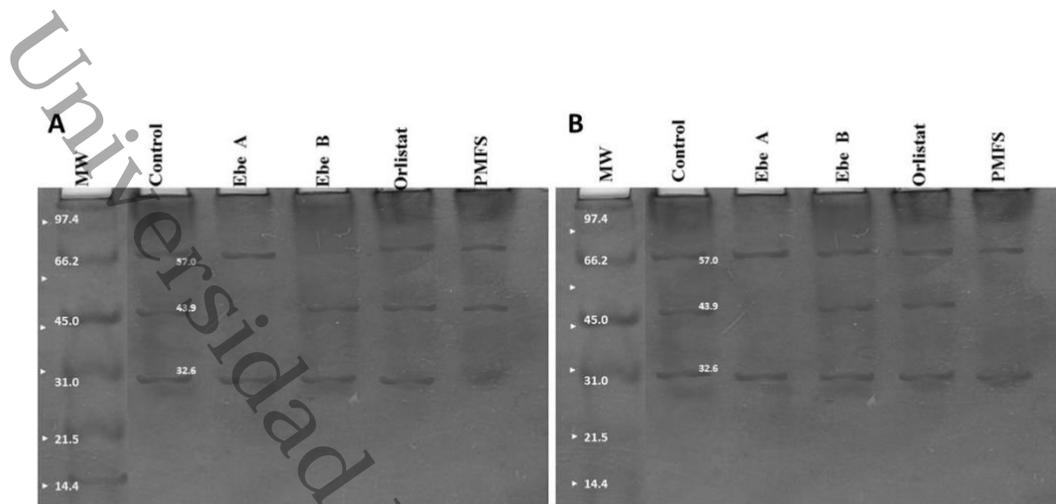 A
MW
Control
Ebe A
Ebe B
Orlistat
PMFS
97.4
66.2
45.0
31.0
21.5
14.4
57.0
43.9
32.6
B
MW
Control
Ebe A
Ebe B
Orlistat
PMFS
97.4
66.2
45.0
31.0
21.5
14.4
57.0
43.9
32.6
Universidad